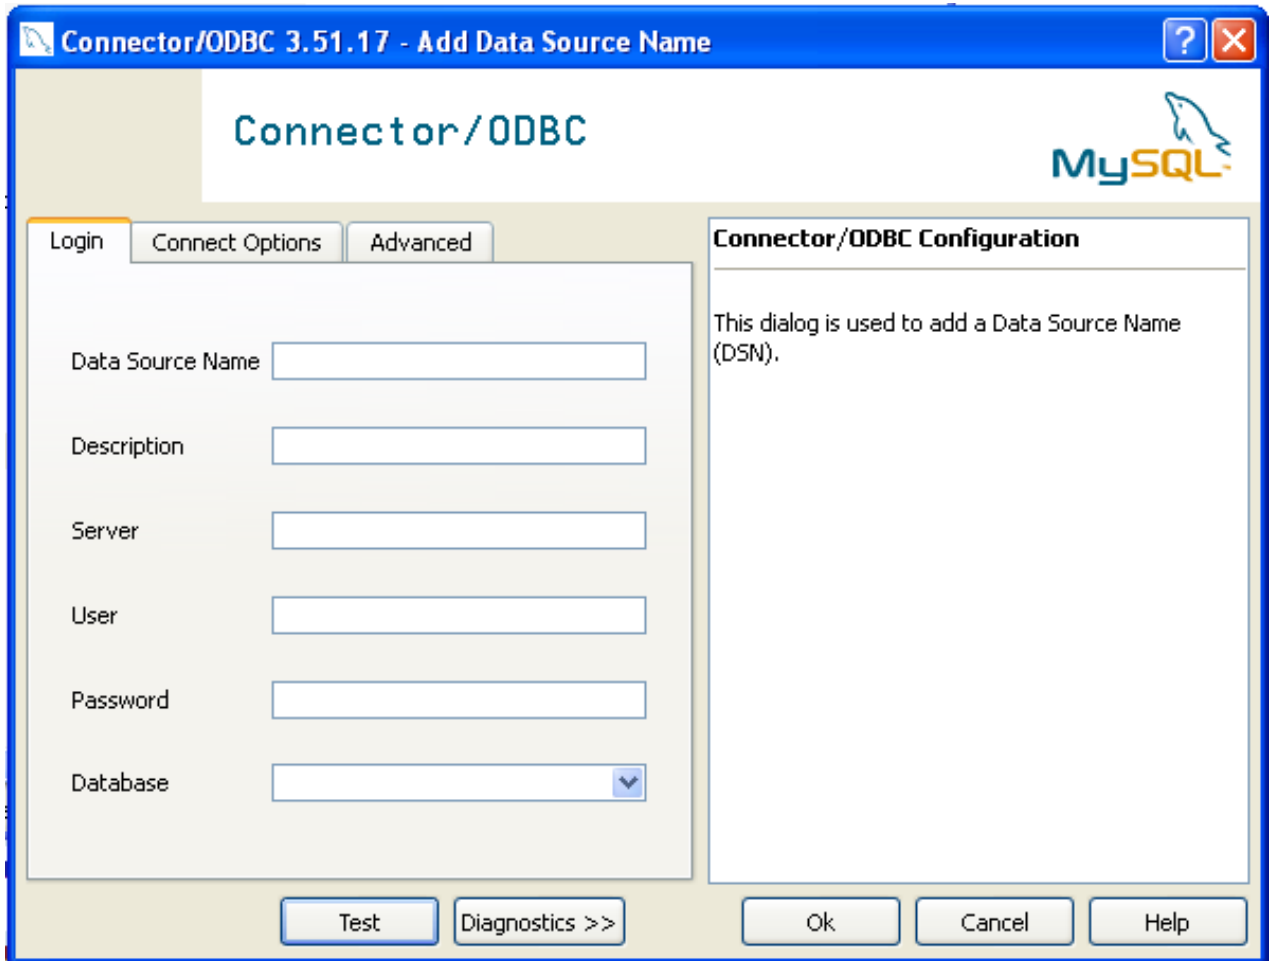 Connector/ODBC 3.51.17 - Add Data Source Name
?
Connector/ODBC
MySQL
Login
Connect Options
Advanced
Data Source Name
Description
Server
User
Password
Database
Connector/ODBC Configuration
This dialog is used to add a Data Source Name
(DSN).
Test
Diagnostics >>
Ok
Cancel
Help